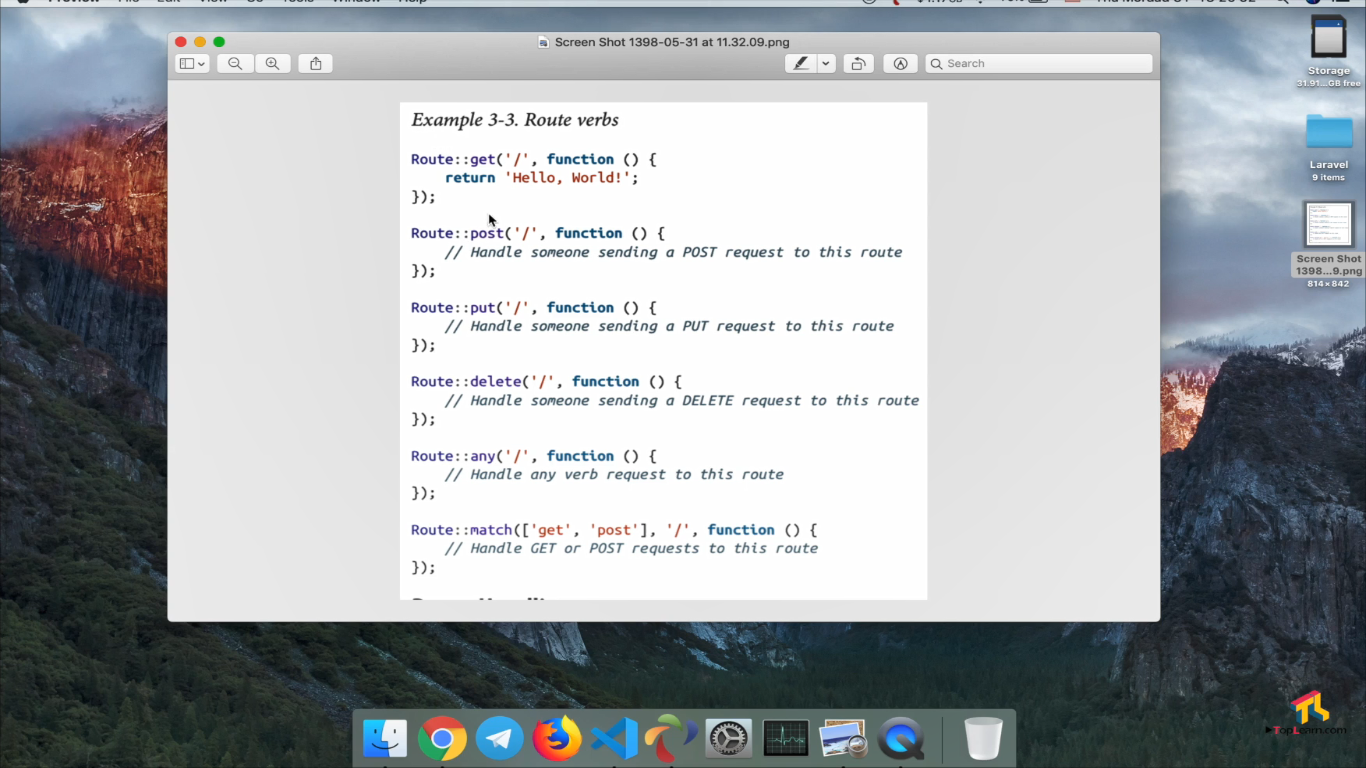 Screen Shot 1398-05-31 at 11.32.09.png
Search
Example 3-3. Route verbs
Route::get('/', function () {
return 'Hello, World!';
});
Route::post('/', function () {
// Handle someone sending a POST request to this route
});
Route::put('/', function () {
// Handle someone sending a PUT request to this route
});
Route::delete('/', function () {
// Handle someone sending a DELETE request to this route
});
Route::any('/', function () {
// Handle any verb request to this route
});
Route::match(['get', 'post'], '/', function () {
// Handle GET or POST requests to this route
});
Storage
31.91...GB free
Laravel
9 items
Screen Shot
1398...9.png
814×842
TopLearn.com